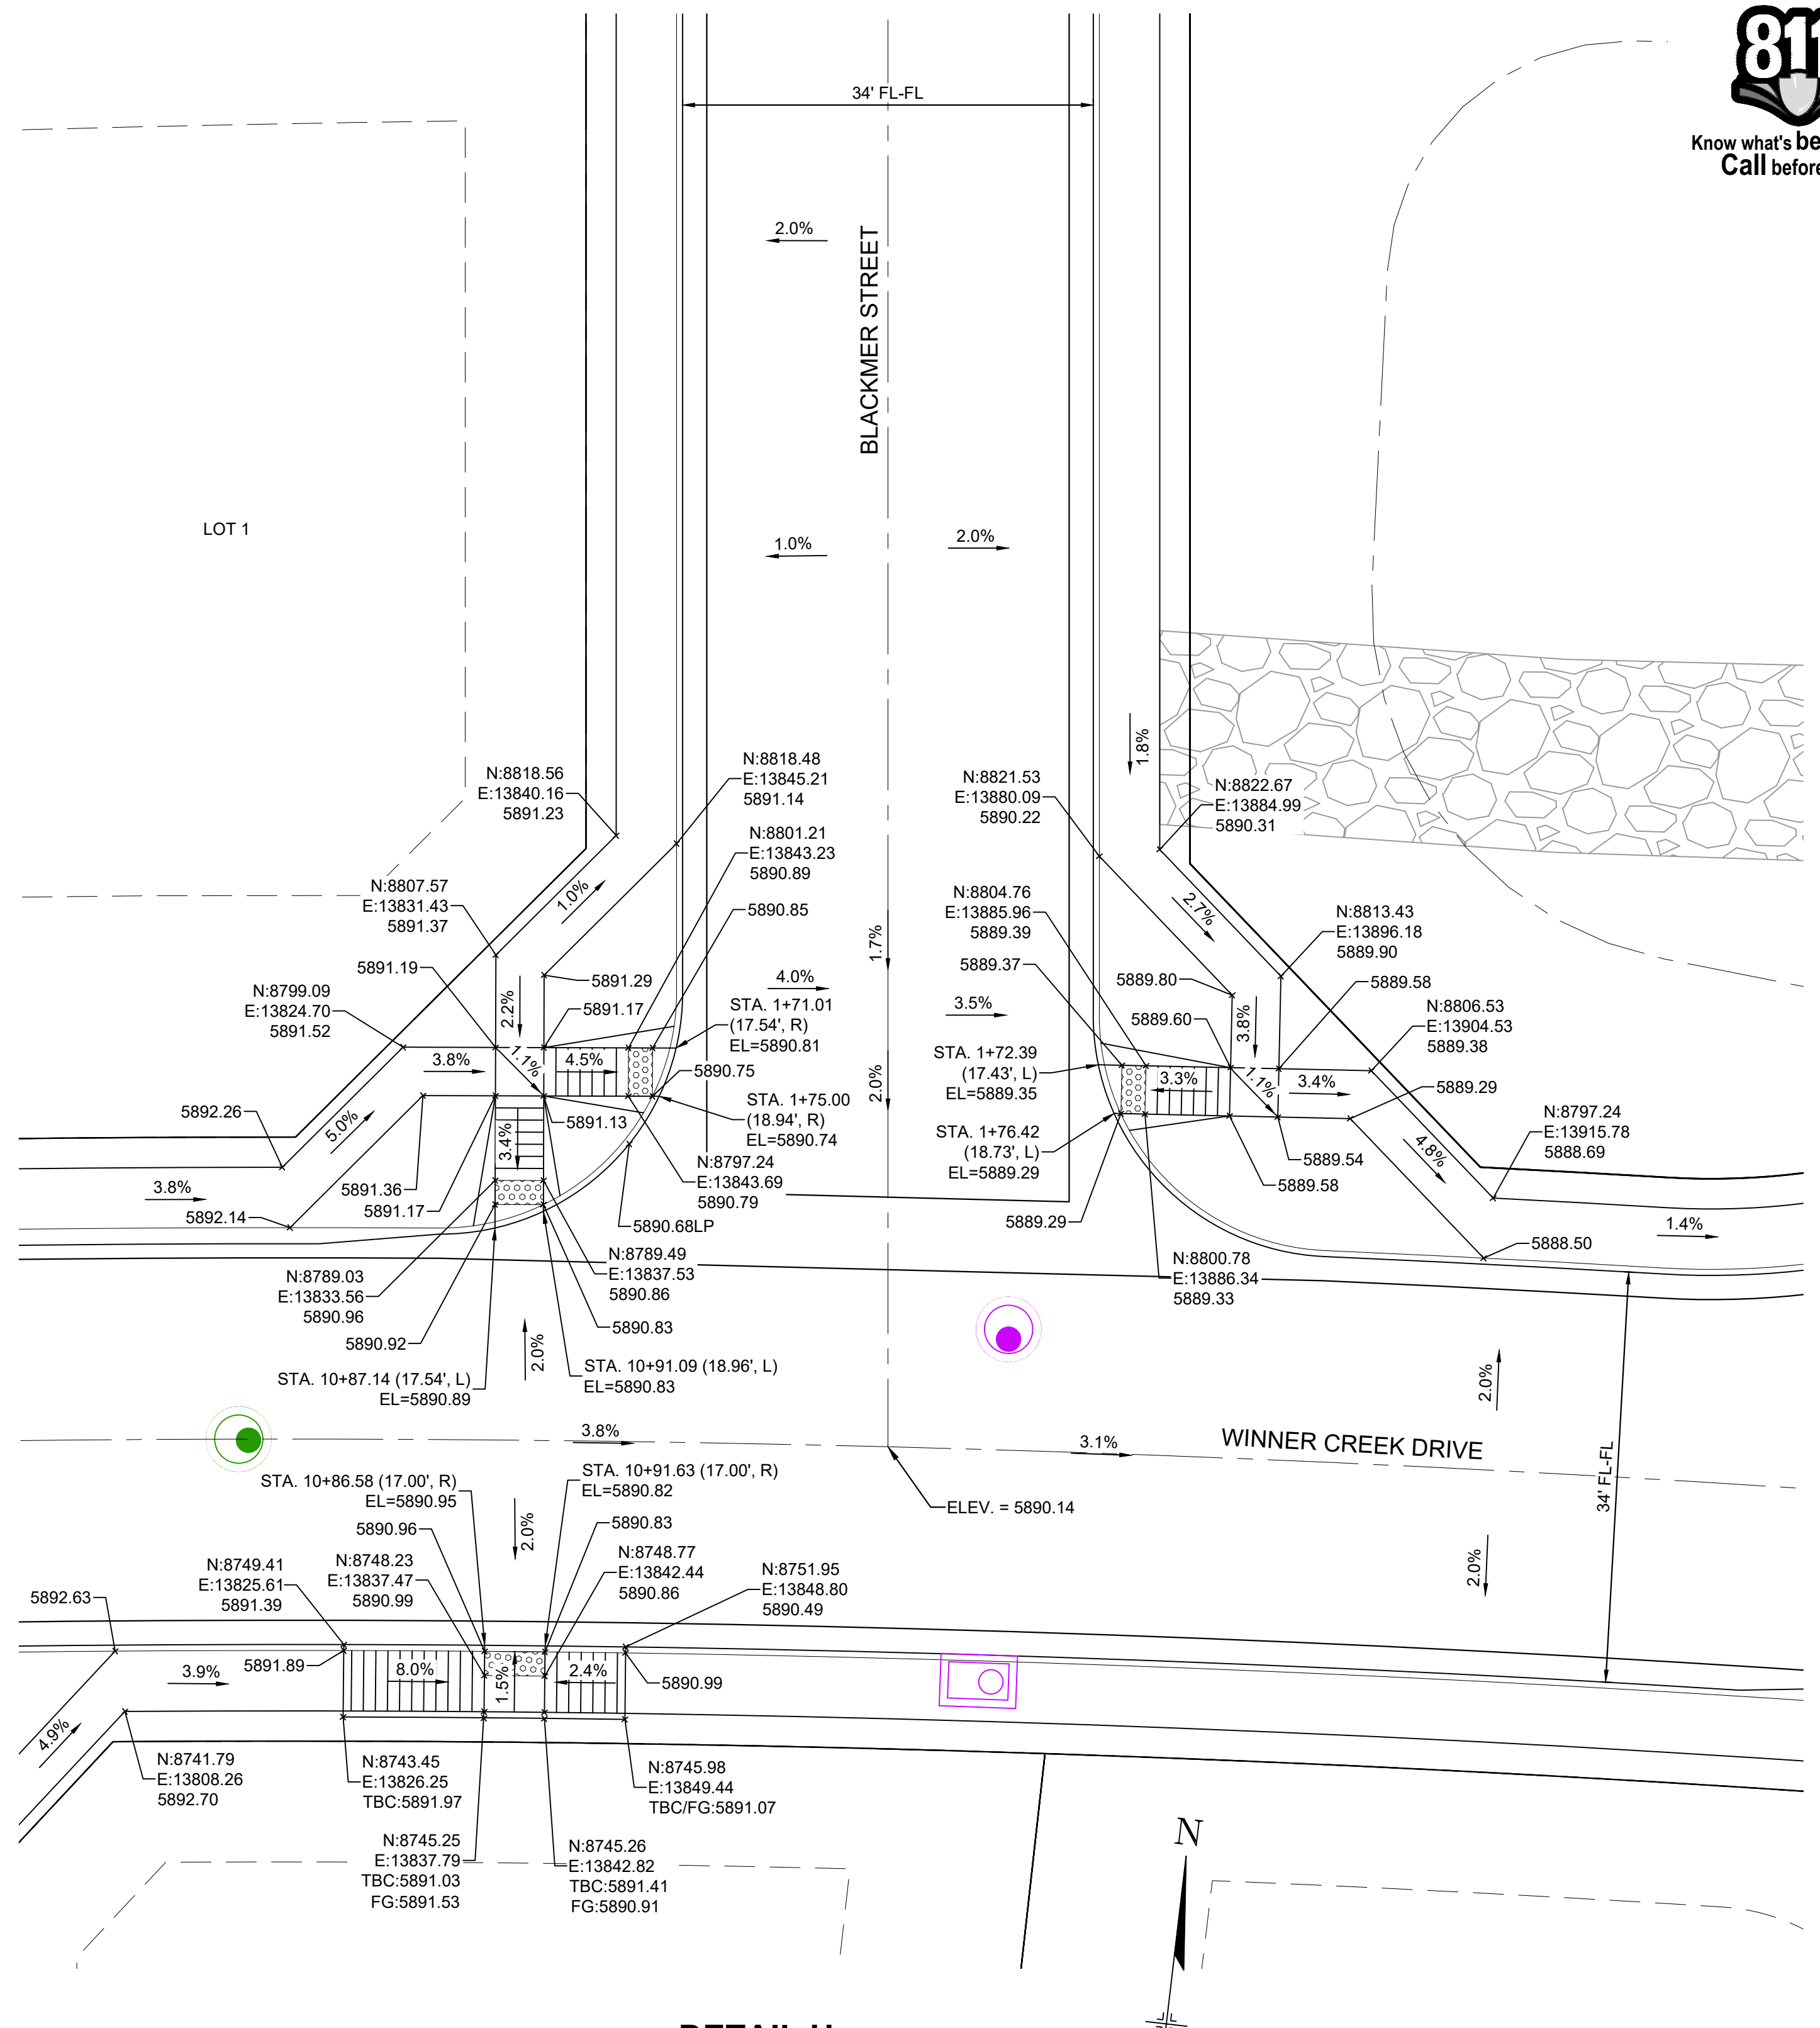 811
Know what's
Call before
34' FL-FL
2.0%
BLACKMER STREET
LOT 1
1.0%
2.0%
1.8%
N:8818.56
E:13840.16
5891.23
N:8818.48
E:13845.21
5891.14
N:8821.53
E:13880.09
5890.22
N:8822.67
E:13884.99
5890.31
N:8801.21
E:13843.23
5890.89
N:8807.57
E:13831.43
5891.37
1.0%
5890.85
N:8804.76
E:13885.96
5889.39
2.7%
N:8813.43
E:13896.18
5889.90
1.7%
5891.19
5891.29
4.0%
5889.37
5889.80
5889.58
N:8799.09
E:13824.70
5891.52
2.2%
5891.17
STA. 1+71.01
(17.54', R)
EL=5890.81
3.5%
5889.60
3.8%
N:8806.53
E:13904.53
5889.38
3.8%
1.1%
4.5%
5890.75
2.0%
STA. 1+72.39
(17.43', L)
EL=5889.35
3.3%
1.1%
3.4%
5889.29
5892.26
5.0%
3.4%
5891.13
STA. 1+75.00
(18.94', R)
EL=5890.74
STA. 1+76.42
(18.73', L)
EL=5889.29
4.8%
N:8797.24
E:13915.78
5888.69
5889.54
5889.58
3.8%
5891.36
5891.17
5892.14
N:8797.24
E:13843.69
5890.79
5890.68LP
5889.29
1.4%
5888.50
N:8789.03
E:13833.56
5890.96
N:8789.49
E:13837.53
5890.86
N:8800.78
E:13886.34
5889.33
5890.92
5890.83
2.0%
STA. 10+87.14 (17.54', L)
EL=5890.89
STA. 10+91.09 (18.96', L)
EL=5890.83
2.0%
3.8%
3.1%
WINNER CREEK DRIVE
34' FL-FL
STA. 10+86.58 (17.00', R)
EL=5890.95
STA. 10+91.63 (17.00', R)
EL=5890.82
ELEV. = 5890.14
5890.96
2.0%
5890.83
2.0%
N:8749.41
E:13825.61
5891.39
N:8748.23
E:13837.47
5890.99
N:8748.77
E:13842.44
5890.86
N:8751.95
E:13848.80
5890.49
5892.63
3.9%
5891.89
8.0%
1.5%
2.4%
5890.99
4.9%
N:8741.79
E:13808.26
5892.70
N:8743.45
E:13826.25
TBC:5891.97
N:8745.98
E:13849.44
TBC/FG:5891.07
N:8745.25
E:13837.79
TBC:5891.03
FG:5891.53
N:8745.26
E:13842.82
TBC:5891.41
FG:5890.91
N